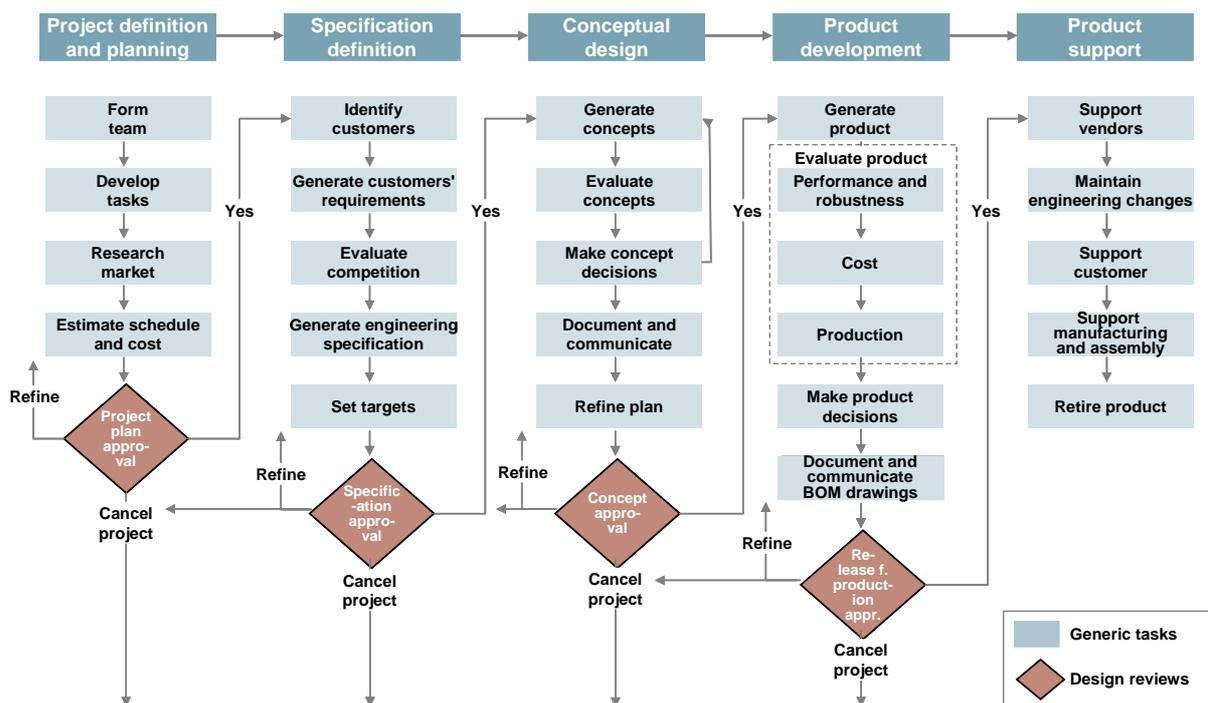 Project definition
and planning
Specification
definition
Conceptual
design
Product
development
Product
support
Form
team
Develop
tasks
Research
market
Estimate schedule
and cost
Refine
Project
plan
appro-
val
Cancel
project
Yes
Identify
customers
Generate customers'
requirements
Evaluate
competition
Generate engineering
specification
Set targets
Refine
Specific
-ation
appro-
val
Cancel
project
Yes
Generate
concepts
Evaluate
concepts
Make concept
decisions
Document and
communicate
Refine plan
Refine
Concept
appro-
val
Cancel
project
Yes
Generate
product
Evaluate product
Performance and
robustness
Cost
Production
Make product
decisions
Document and
communicate
BOM drawings
Refine
Re-
lease f.
product-
ion
appr.
Cancel
project
Yes
Support
vendors
Maintain
engineering changes
Support
customer
Support
manufacturing
and assembly
Retire product
Generic tasks
Design reviews